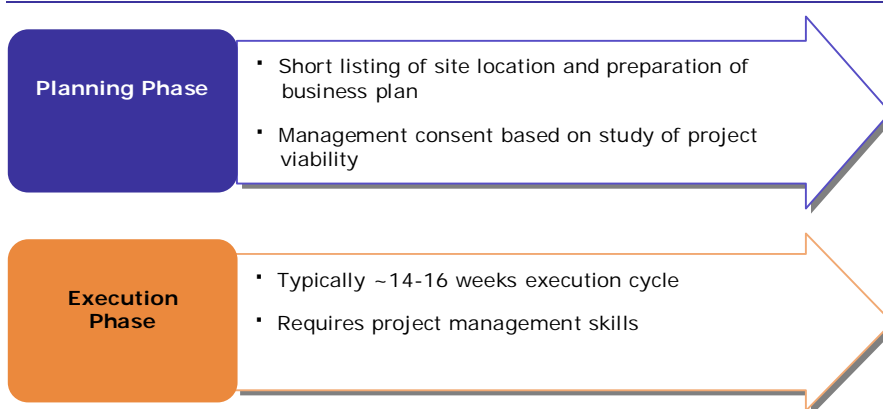 Planning Phase
▪ Short listing of site location and preparation of
business plan
▪ Management consent based on study of project
viability
Execution
Phase
▪ Typically ~14-16 weeks execution cycle
▪ Requires project management skills